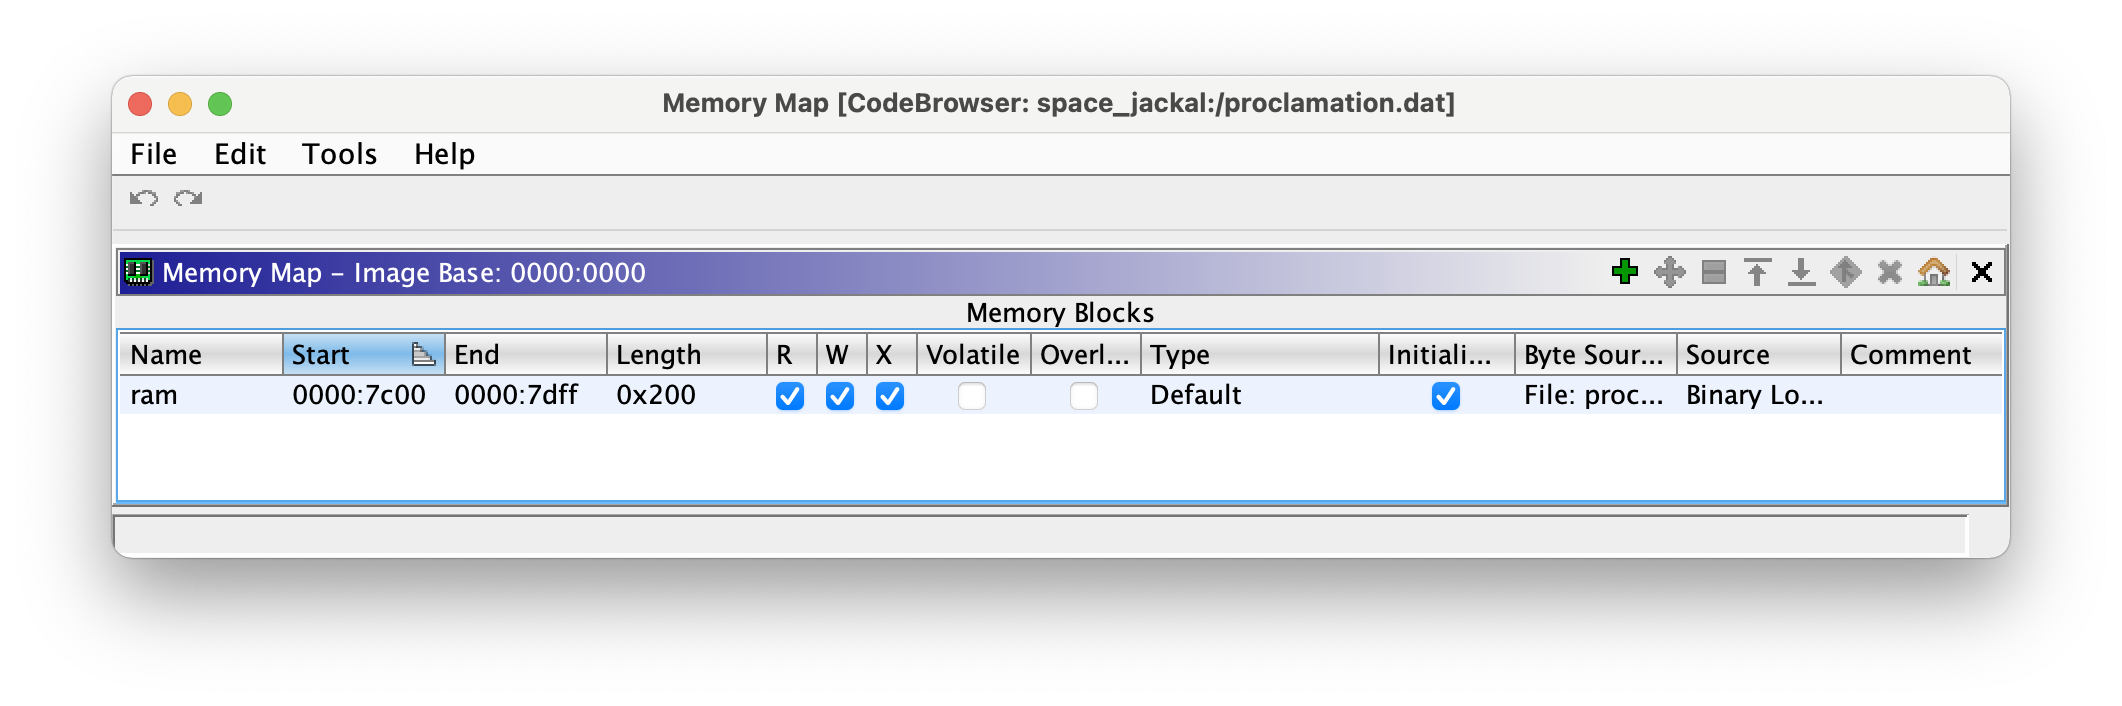 Memory Map [CodeBrowser: space_jackal:/proclamation.dat]
File Edit Tools Help
Memory Map – Image Base: 0000:0000
Memory Blocks
Name Start End Length R W X Volatile Overl... Type Initiali... Byte Sour... Source Comment
ram 0000:7c00 0000:7dff 0x200 Default File: proc... Binary Lo...